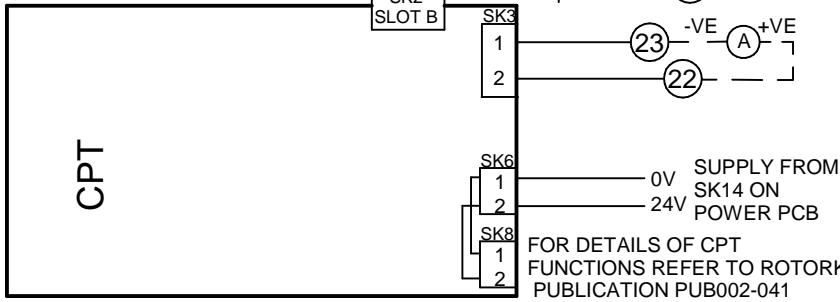 SLOT B
SK3
1
23
-VE
A
+VE
2
22
CPT
SK6
1
0V
SUPPLY FROM
SK14 ON
2
24V
POWER PCB
SK8
1
2
FOR DETAILS OF CPT
FUNCTIONS REFER TO ROTORK
PUBLICATION PUB002-041